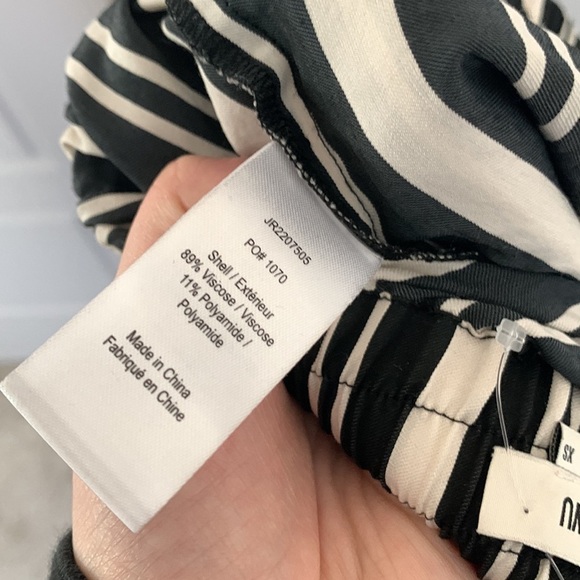 JR2207505
PO# 1070
Shell / Extérieur
89% Viscose / Viscose
11% Polyamide /
Polyamide
Made in China
Fabriqué en Chine
XS